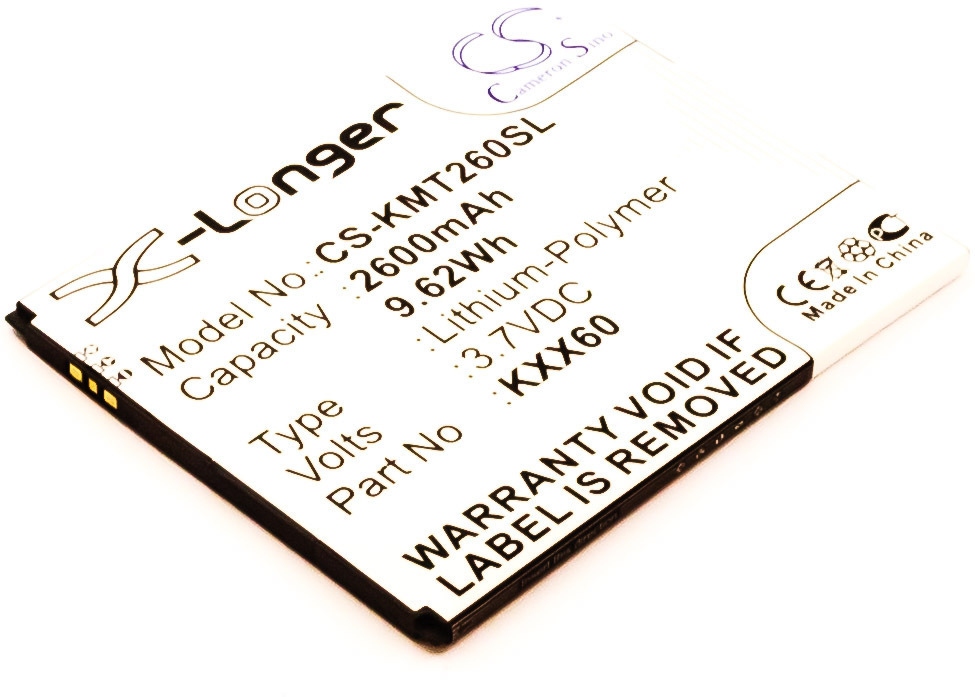 CS
Cameron Sino
X-Longer
Model No.: CS-KMT260SL
Capacity : 2600mAh
9.62Wh
Type : Lithium-Polymer
Volts : 3.7VDC
Part No : KXX60
CE
Made in China
WARRANTY VOID IF
LABEL IS REMOVED